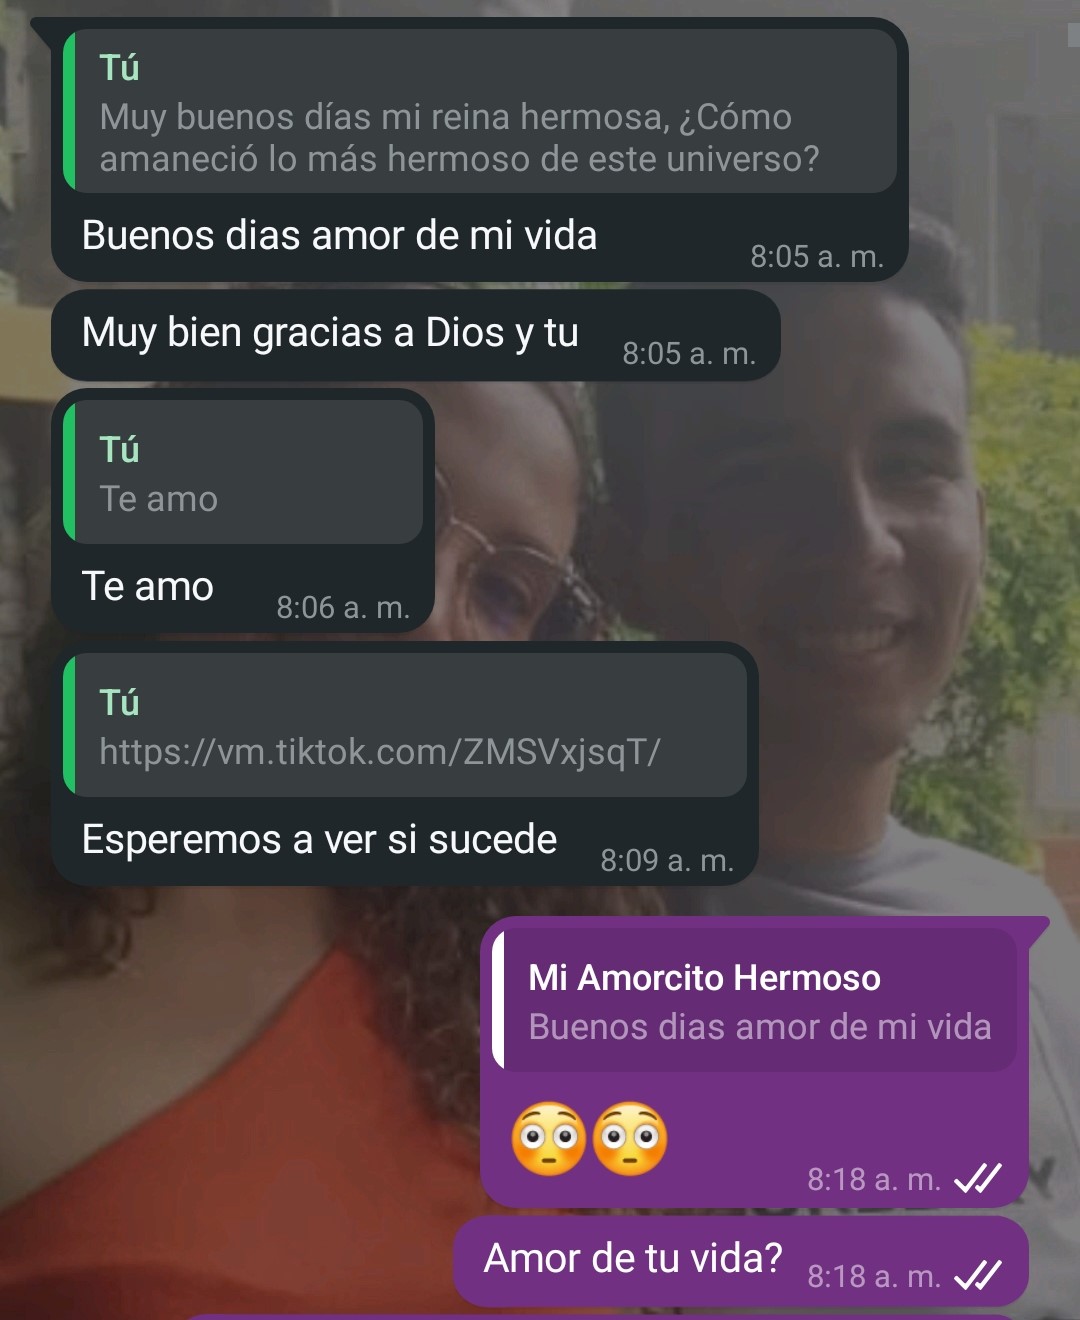 Tú
Muy buenos días mi reina hermosa, ¿Cómo
amaneció lo más hermoso de este universo?
Buenos dias amor de mi vida
8:05 a. m.
Muy bien gracias a Dios y tu
8:05 a. m.
Tú
Te amo
Te amo
8:06 a. m.
Tú
https://vm.tiktok.com/ZMSVxjsqT/
Esperemos a ver si sucede
8:09 a. m.
Mi Amorcito Hermoso
Buenos dias amor de mi vida
😳😳
8:18 a. m.
Amor de tu vida?
8:18 a. m.